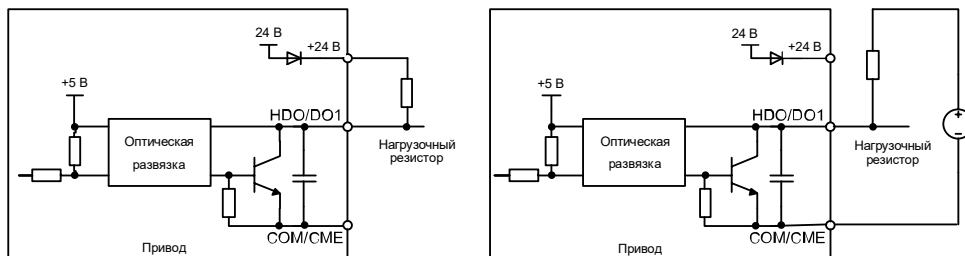 24 В
+24 В
+5 В
HDO/DO1
Оптическая
развязка
Нагрузочный
резистор
COM/CME
Привод
24 В
+24 В
+5 В
HDO/DO1
Оптическая
развязка
Нагрузочный
резистор
COM/CME
Привод